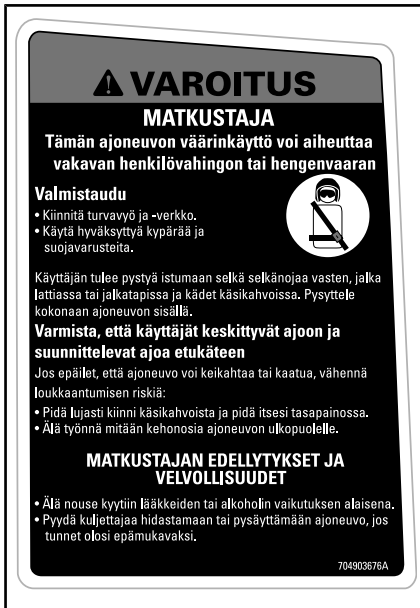 VAROITUS
MATKUSTAJA
Tämän ajoneuvon väärinkäyttö voi aiheuttaa
vakavan henkilövahingon tai hengenvaaran
Valmistaudu
• Kiinnitä turvavyö ja -verkko.
• Käytä hyväksyttyä kypärää ja
suojavarusteita.
Käyttäjän tulee pystyä istumaan selkä selkänojaa vasten, jalka
lattiassa tai jalkatapissa ja kädet käsikahvoissa. Pysyttele
kokonaan ajoneuvon sisällä.
Varmista, että käyttäjät keskittyvät ajoon ja
suunnittelevat ajoa etukäteen
Jos epäilet, että ajoneuvo voi keikahtaa tai kaatua, vähennä
loukkaantumisen riskiä:
• Pidä lujasti kiinni käsikahvoista ja pidä itsesi tasapainossa.
• Älä työnnä mitään kehonosia ajoneuvon ulkopuolelle.
MATKUSTAJAN EDELLYTYKSET JA
VELVOLLISUUDET
• Älä nouse kyytiin lääkkeiden tai alkoholin vaikutuksen alaisena.
• Pyydä kuljettajaa hidastamaan tai pysäyttämään ajoneuvo, jos
tunnet olosi epämukavaksi.
704903676A